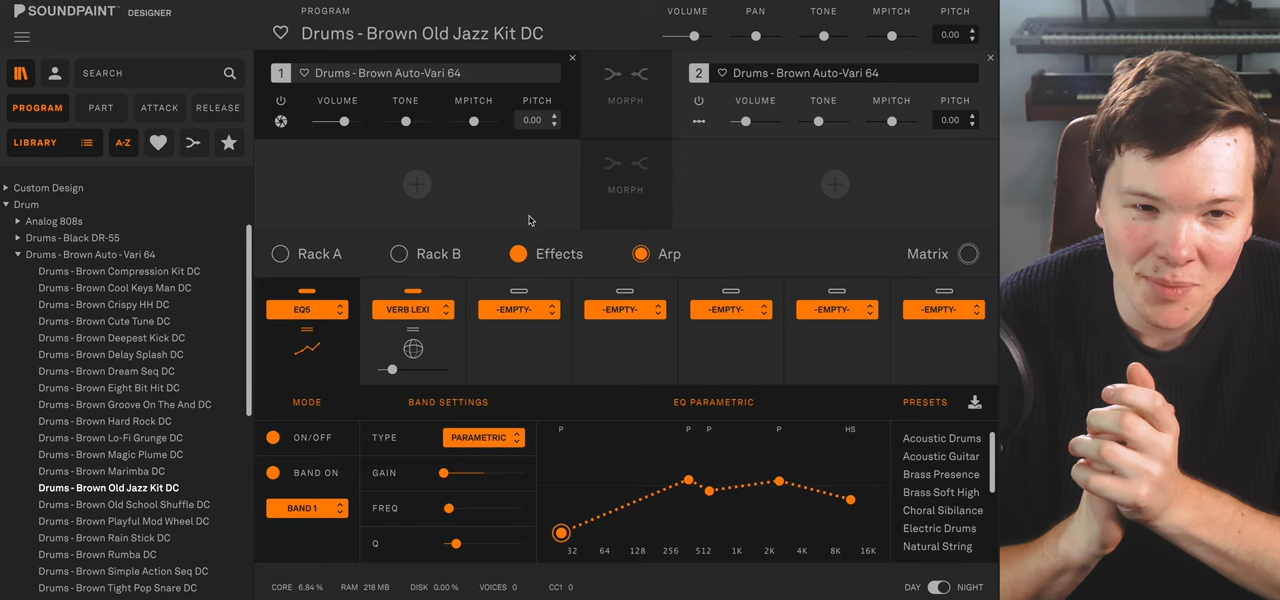 SOUNDPAINT DESIGNER
PROGRAM
Drums - Brown Old Jazz Kit DC
VOLUME PAN TONE MPITCH PITCH
0.00
SEARCH
PROGRAM PART ATTACK RELEASE
LIBRARY A-Z
Custom Design
Drum
Analog 808s
Drums - Black DR-55
Drums - Brown Auto - Vari 64
Drums - Brown Compression Kit DC
Drums - Brown Cool Keys Man DC
Drums - Brown Crispy HH DC
Drums - Brown Cute Tune DC
Drums - Brown Deepest Kick DC
Drums - Brown Delay Splash DC
Drums - Brown Dream Seq DC
Drums - Brown Eight Bit Hit DC
Drums - Brown Groove On The And DC
Drums - Brown Hard Rock DC
Drums - Brown Lo-Fi Grunge DC
Drums - Brown Magic Plume DC
Drums - Brown Marimba DC
Drums - Brown Old Jazz Kit DC
Drums - Brown Old School Shuffle DC
Drums - Brown Playful Mod Wheel DC
Drums - Brown Rain Stick DC
Drums - Brown Rumba DC
Drums - Brown Simple Action Seq DC
Drums - Brown Tight Pop Snare DC
1 Drums - Brown Auto-Vari 64
VOLUME TONE MPITCH PITCH
0.00
MORPH
2 Drums - Brown Auto-Vari 64
VOLUME TONE MPITCH PITCH
0.00
MORPH
Rack A Rack B Effects Arp Matrix
EQ5 VERB LEXI -EMPTY- -EMPTY- -EMPTY- -EMPTY- -EMPTY-
MODE BAND SETTINGS EQ PARAMETRIC PRESETS
ON/OFF
BAND ON
BAND 1
TYPE PARAMETRIC
GAIN
FREQ
Q
P P P P HS
32 64 128 256 512 1K 2K 4K 8K 16K
Acoustic Drums
Acoustic Guitar
Brass Presence
Brass Soft High
Choral Sibilance
Electric Drums
Natural String
CORE 6.84 % RAM 218 MB DISK 0.00 % VOICES 0 CC1 0 DAY NIGHT